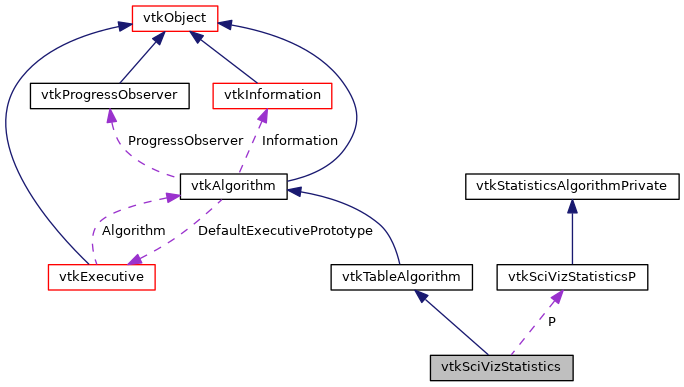 vtkObject
vtkProgressObserver
vtkInformation
ProgressObserver
Information
vtkAlgorithm
vtkStatisticsAlgorithmPrivate
Algorithm
DefaultExecutivePrototype
vtkExecutive
vtkTableAlgorithm
vtkSciVizStatisticsP
P
vtkSciVizStatistics